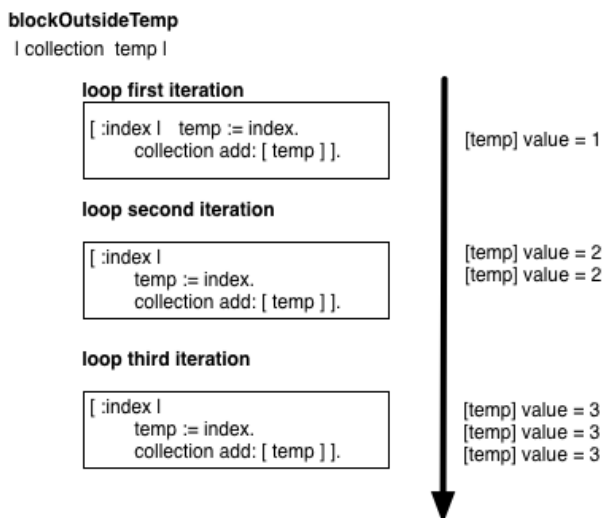 blockOutsideTemp
| collection temp |
loop first iteration
[ :index | temp := index.
collection add: [ temp ] ].
[temp] value = 1
loop second iteration
[ :index |
temp := index.
collection add: [ temp ] ].
[temp] value = 2
[temp] value = 2
loop third iteration
[ :index |
temp := index.
collection add: [ temp ] ].
[temp] value = 3
[temp] value = 3
[temp] value = 3